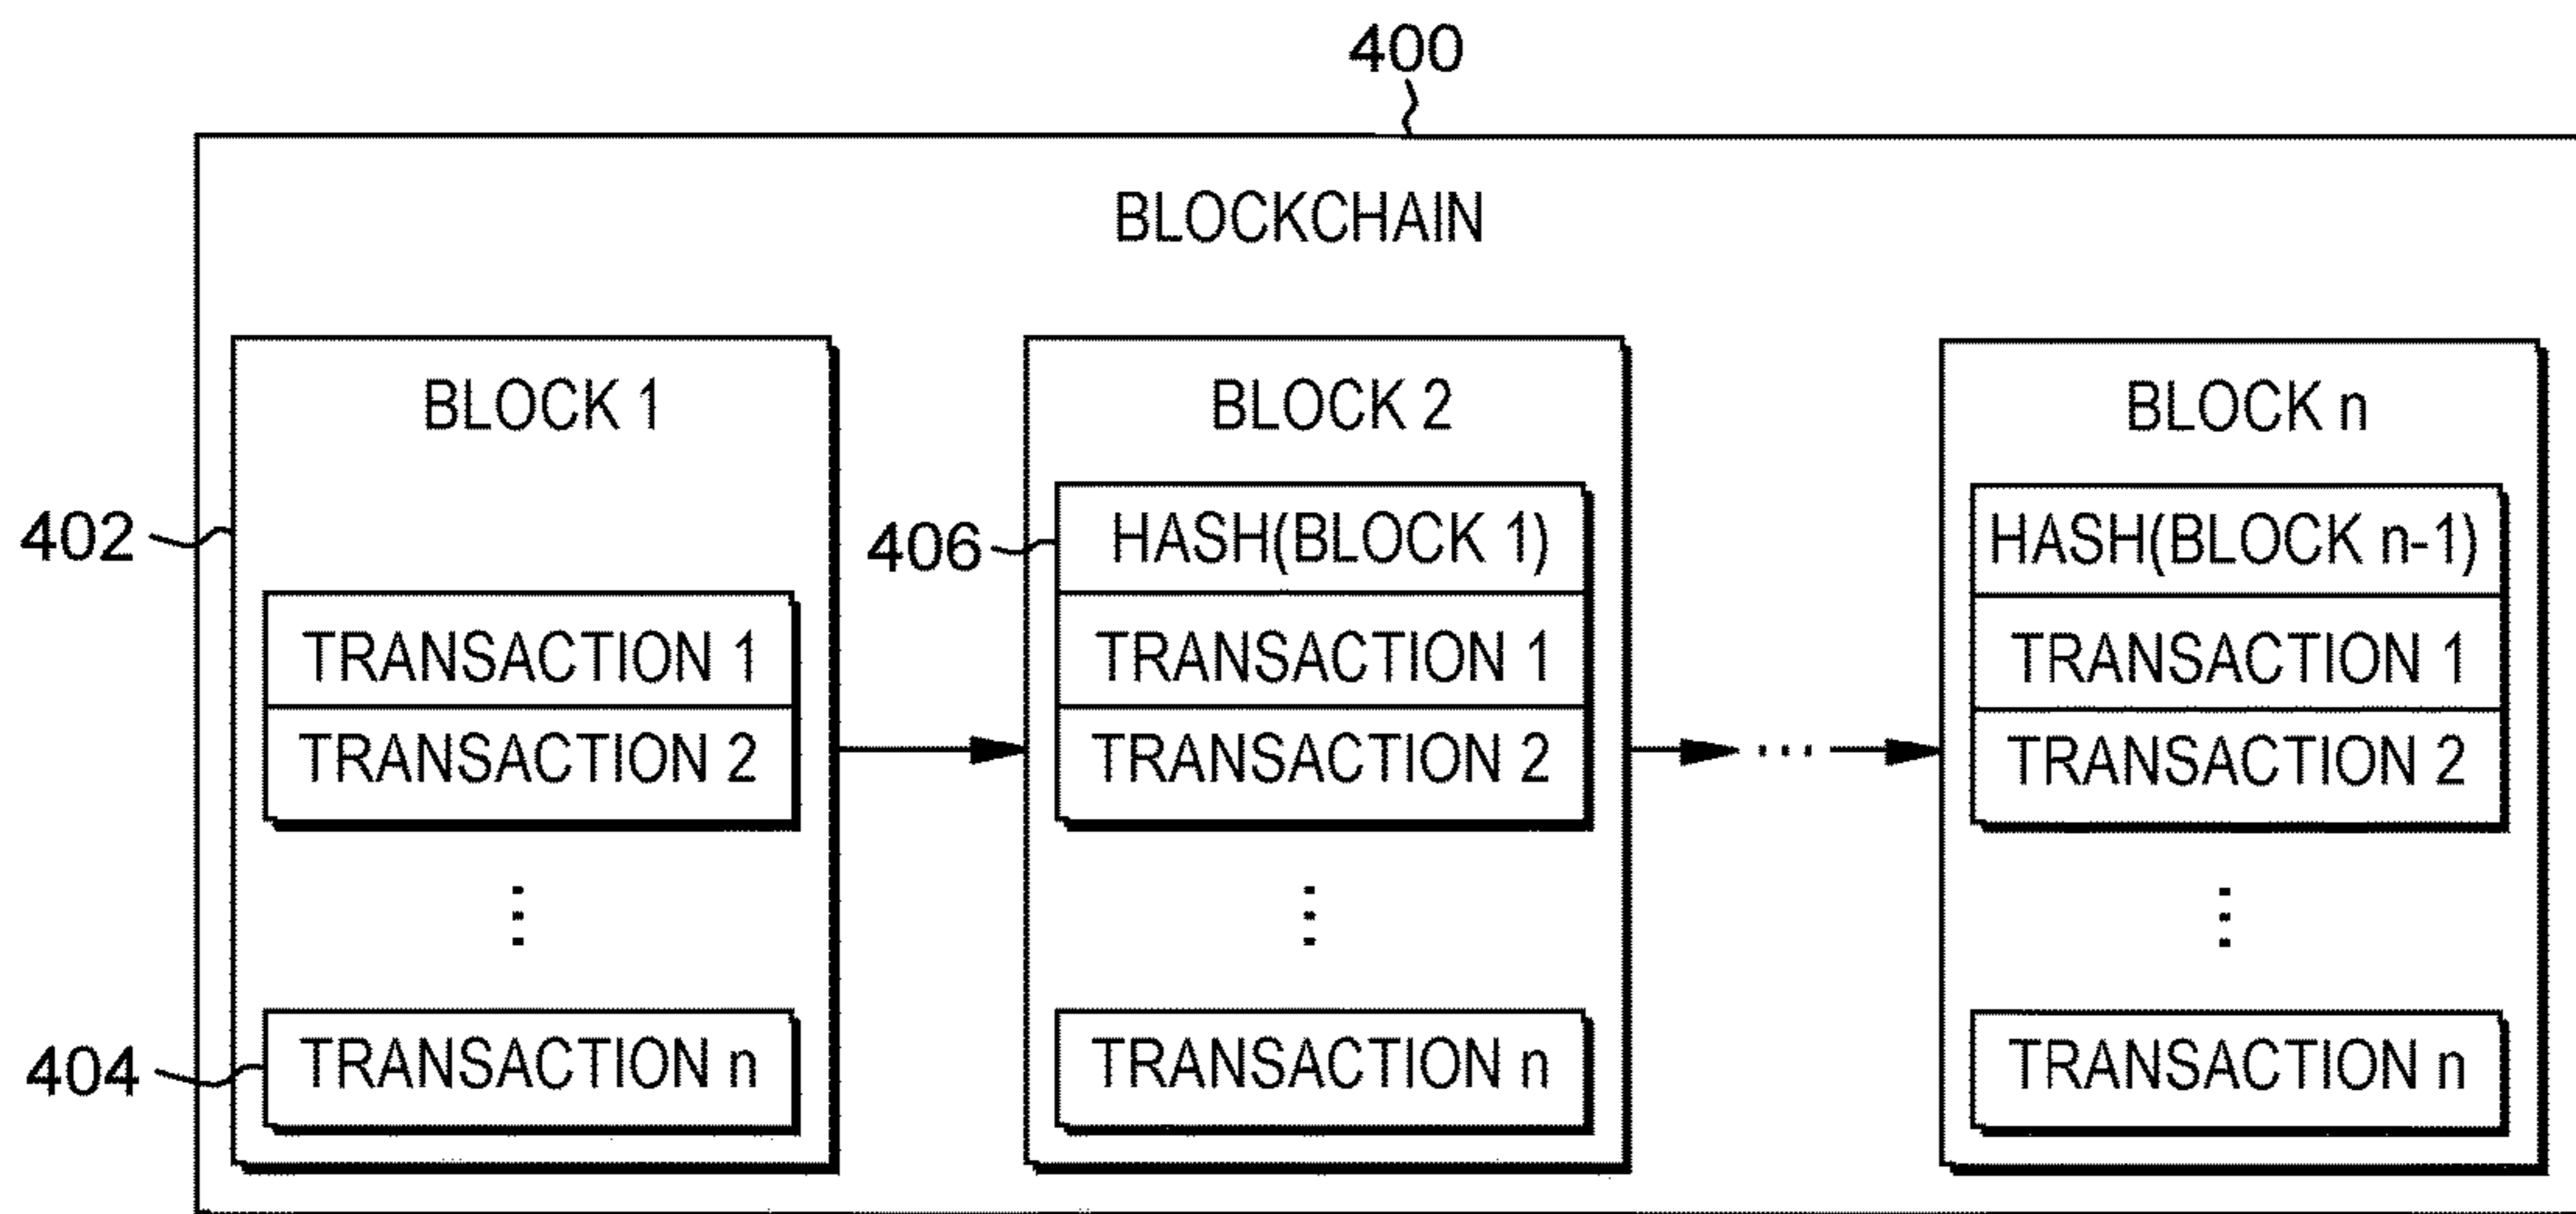 400
BLOCKCHAIN
BLOCK 1
402
TRANSACTION 1
TRANSACTION 2
404
TRANSACTION n
BLOCK 2
406
HASH(BLOCK 1)
TRANSACTION 1
TRANSACTION 2
TRANSACTION n
...
BLOCK n
HASH(BLOCK n-1)
TRANSACTION 1
TRANSACTION 2
TRANSACTION n